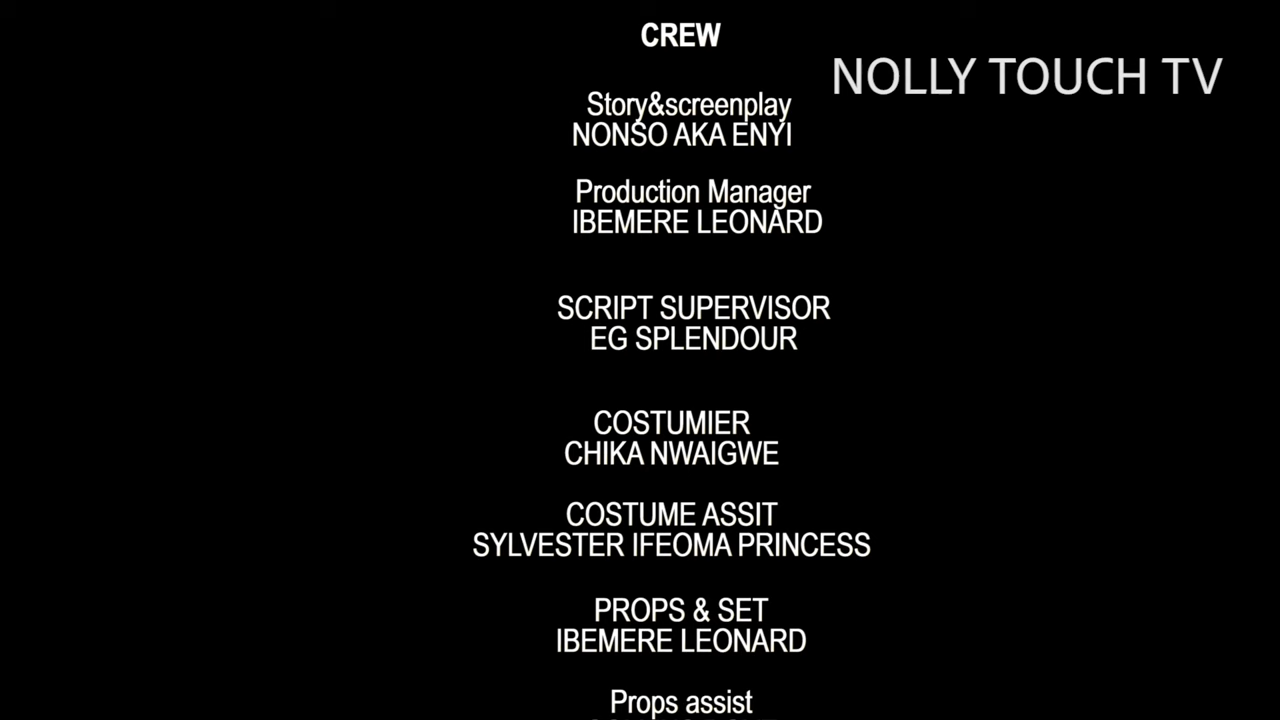 CREW
NOLLY TOUCH TV
Story&screenplay
NONSO AKA ENYI
Production Manager
IBEMERE LEONARD
SCRIPT SUPERVISOR
EG SPLENDOUR
COSTUMIER
CHIKA NWAIGWE
COSTUME ASSIT
SYLVESTER IFEOMA PRINCESS
PROPS & SET
IBEMERE LEONARD
Props assist